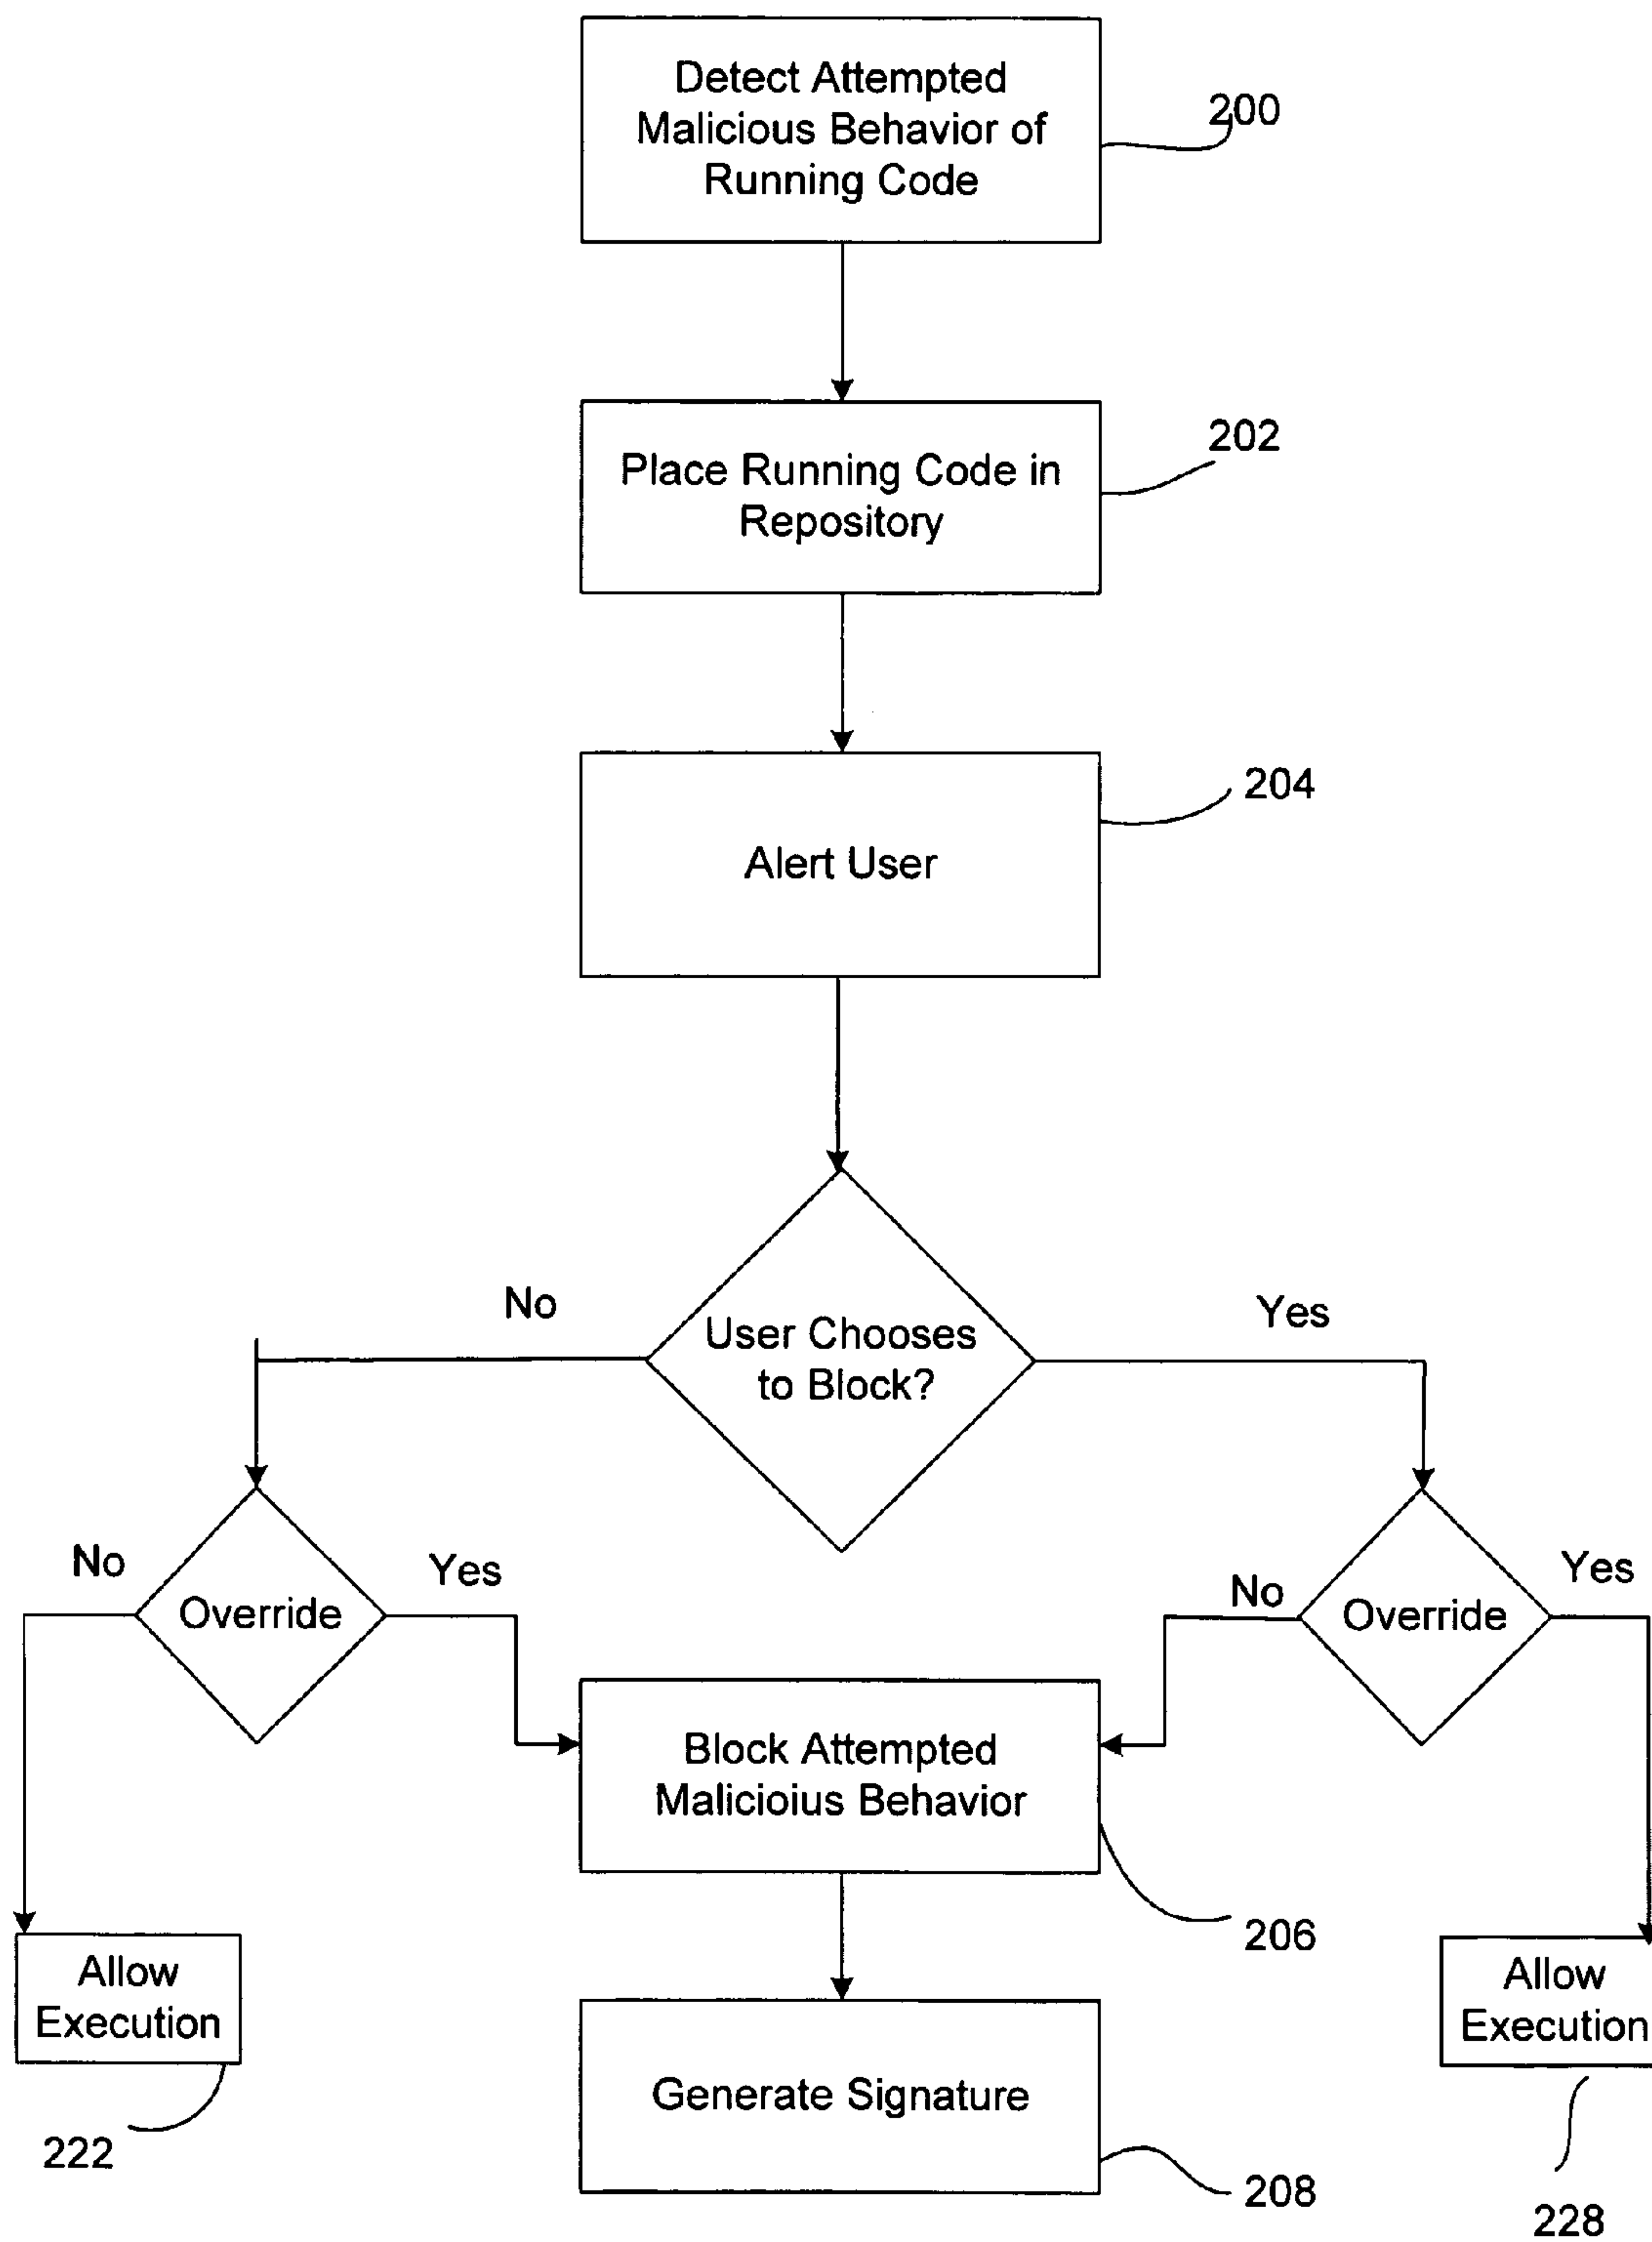 Detect Attempted
Malicious Behavior of
Running Code
200
Place Running Code in
Repository
202
Alert User
204
User Chooses
to Block?
No
Yes
Override
No
Yes
Override
No
Yes
Block Attempted
Malicioius Behavior
206
Allow
Execution
222
Allow
Execution
228
Generate Signature
208